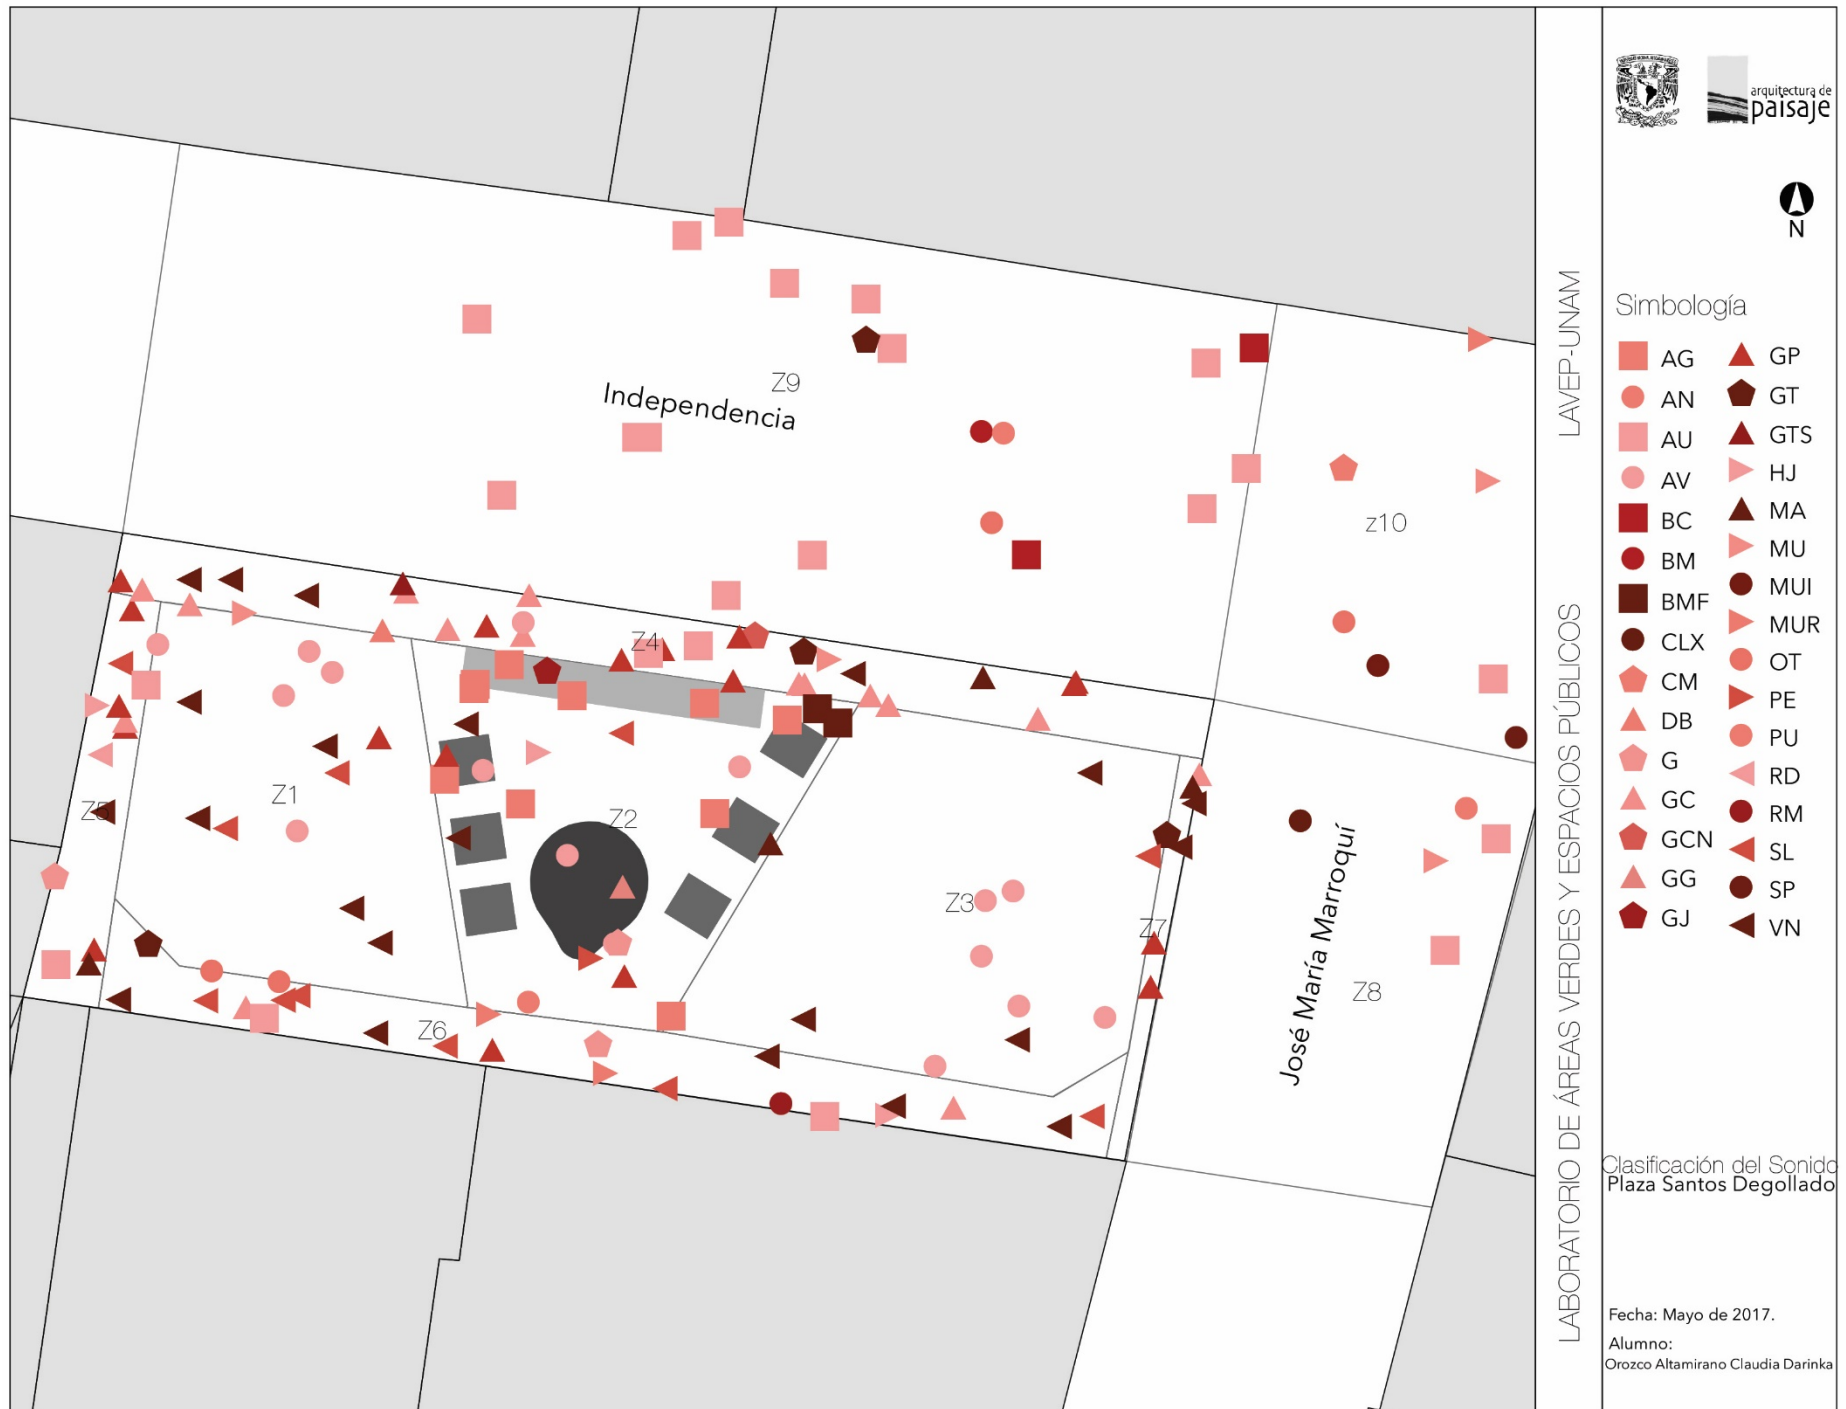 Z9
Independencia
z10
Z4
Z5
Z1
Z2
Z3
Z7
Z8
Z6
José María Marroquí
LAVEP-UNAM
LABORATORIO DE ÁREAS VERDES Y ESPACIOS PÚBLICOS
arquitectura de
paisaje
N
Simbología
AG
AN
AU
AV
BC
BM
BMF
CLX
CM
DB
G
GC
GCN
GG
GJ
GP
GT
GTS
HJ
MA
MU
MUI
MUR
OT
PE
PU
RD
RM
SL
SP
VN
Clasificación del Sonido
Plaza Santos Degollado
Fecha: Mayo de 2017.
Alumno:
Orozco Altamirano Claudia Darinka